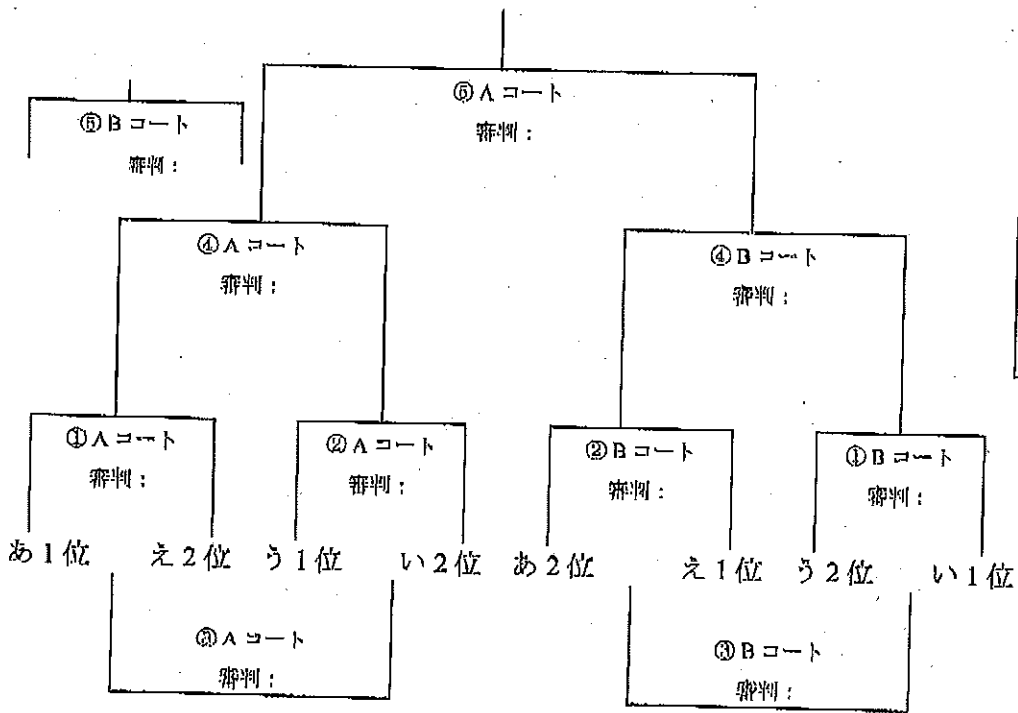 ⑤Aコート
審判：
⑤Bコート
審判：
④Aコート
審判：
④Bコート
審判：
①Aコート
審判：
②Aコート
審判：
②Bコート
審判：
①Bコート
審判：
あ1位 え2位 う1位 い2位 あ2位 え1位 う2位 い1位
③Aコート
審判：
③Bコート
審判：